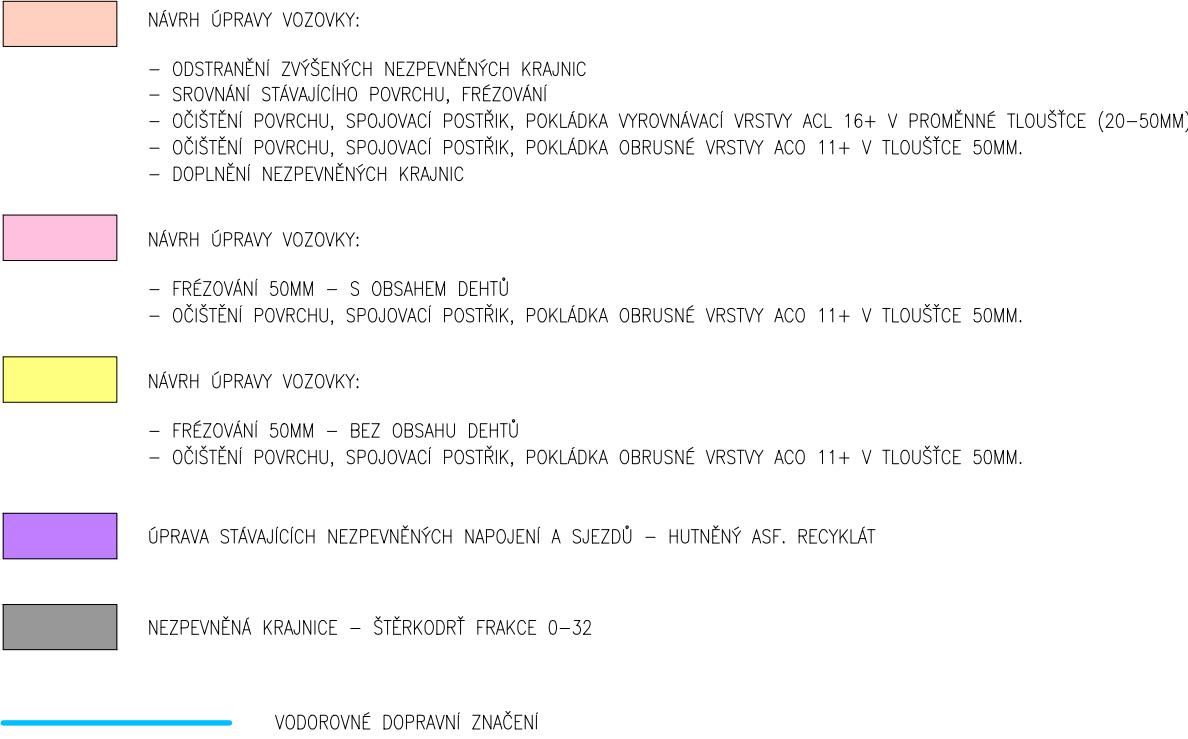 NÁVRH ÚPRAVY VOZOVKY:
– ODSTRANĚNÍ ZVÝŠENÝCH NEZPEVNĚNÝCH KRAJNIC
– SROVNÁNÍ STÁVAJÍCÍHO POVRCHU, FRÉZOVÁNÍ
– OČIŠTĚNÍ POVRCHU, SPOJOVACÍ POSTŘIK, POKLÁDKA VYROVNÁVACÍ VRSTVY ACL 16+ V PROMĚNNÉ TLOUŠŤCE (20–50MM)
– OČIŠTĚNÍ POVRCHU, SPOJOVACÍ POSTŘIK, POKLÁDKA OBRUSNÉ VRSTVY ACO 11+ V TLOUŠŤCE 50MM.
– DOPLNĚNÍ NEZPEVNĚNÝCH KRAJNIC
NÁVRH ÚPRAVY VOZOVKY:
– FRÉZOVÁNÍ 50MM – S OBSAHEM DEHTŮ
– OČIŠTĚNÍ POVRCHU, SPOJOVACÍ POSTŘIK, POKLÁDKA OBRUSNÉ VRSTVY ACO 11+ V TLOUŠŤCE 50MM.
NÁVRH ÚPRAVY VOZOVKY:
– FRÉZOVÁNÍ 50MM – BEZ OBSAHU DEHTŮ
– OČIŠTĚNÍ POVRCHU, SPOJOVACÍ POSTŘIK, POKLÁDKA OBRUSNÉ VRSTVY ACO 11+ V TLOUŠŤCE 50MM.
ÚPRAVA STÁVAJÍCÍCH NEZPEVNĚNÝCH NAPOJENÍ A SJEZDŮ – HUTNĚNÝ ASF. RECYKLÁT
NEZPEVNĚNÁ KRAJNICE – ŠTĚRKODRŤ FRAKCE 0–32
VODOROVNÉ DOPRAVNÍ ZNAČENÍ